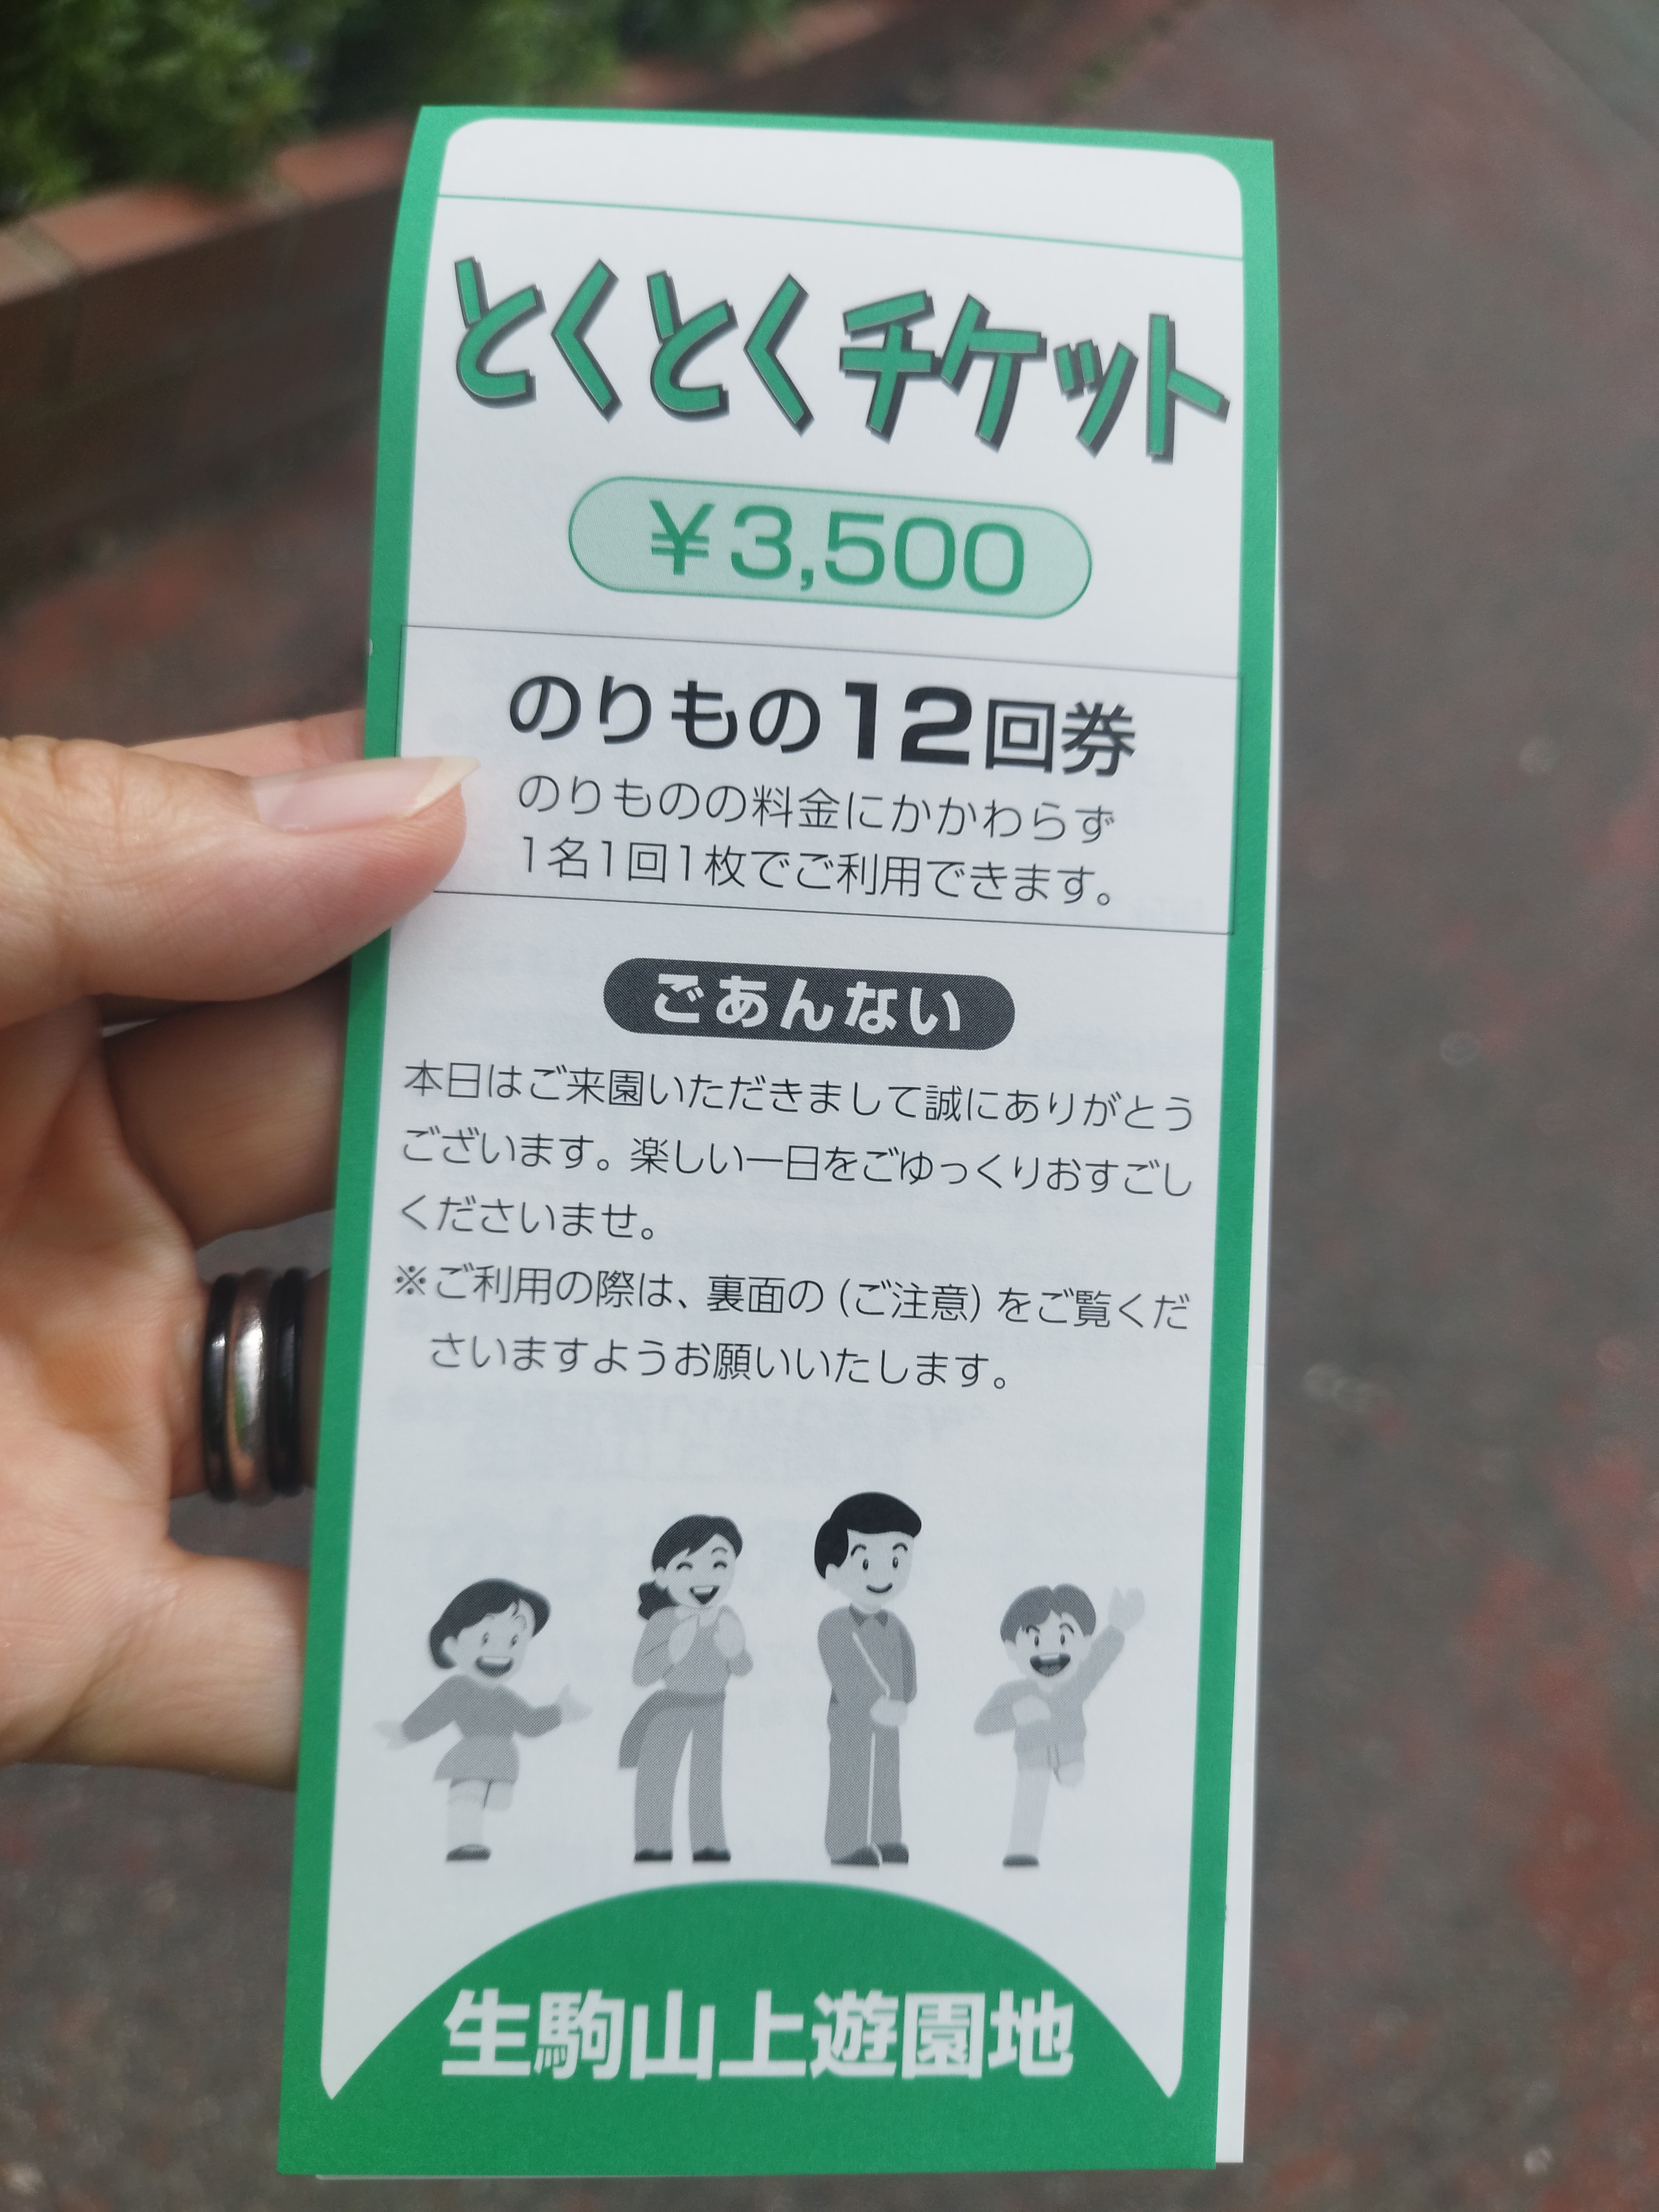 とくとくチケット
¥3,500
のりもの12回券
のりものの料金にかかわらず
1名1回1枚でご利用できます。
ごあんない
本日はご来園いただきまして誠にありがとう
ございます。楽しい一日をごゆっくりおすごし
くださいませ。
※ご利用の際は、裏面の(ご注意)をご覧くだ
さいますようお願いいたします。
生駒山上遊園地